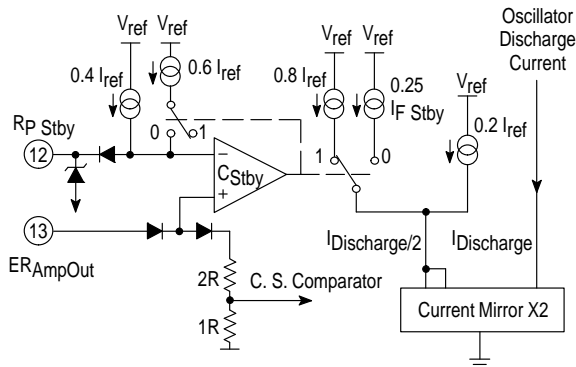 Oscillator
Discharge
Current
Vref
Vref
0.4 Iref
0.6 Iref
Vref
Vref
0.8 Iref
0.25
IF Stby
Vref
0.2 Iref
RP Stby
12
0
1
1
0
CStby
−
+
13
ERAmpOut
2R
1R
C. S. Comparator
IDischarge/2
IDischarge
Current Mirror X2